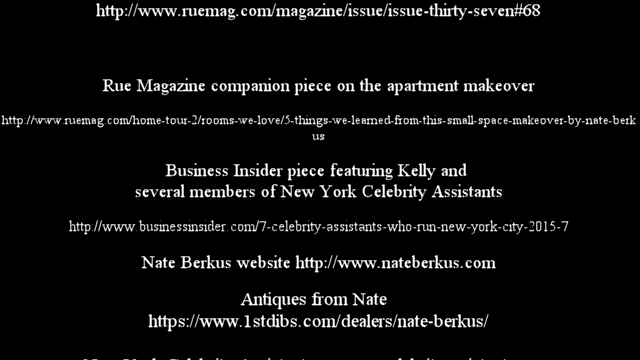 http://www.ruemag.com/magazine/issue/issue-thirty-seven#68
Rue Magazine companion piece on the apartment makeover
http://www.ruemag.com/home-tour-2/rooms-we-love/5-things-we-learned-from-this-small-space-makeover-by-nate-berk
us
Business Insider piece featuring Kelly and
several members of New York Celebrity Assistants
http://www.businessinsider.com/7-celebrity-assistants-who-run-new-york-city-2015-7
Nate Berkus website http://www.nateberkus.com
Antiques from Nate
https://www.1stdibs.com/dealers/nate-berkus/